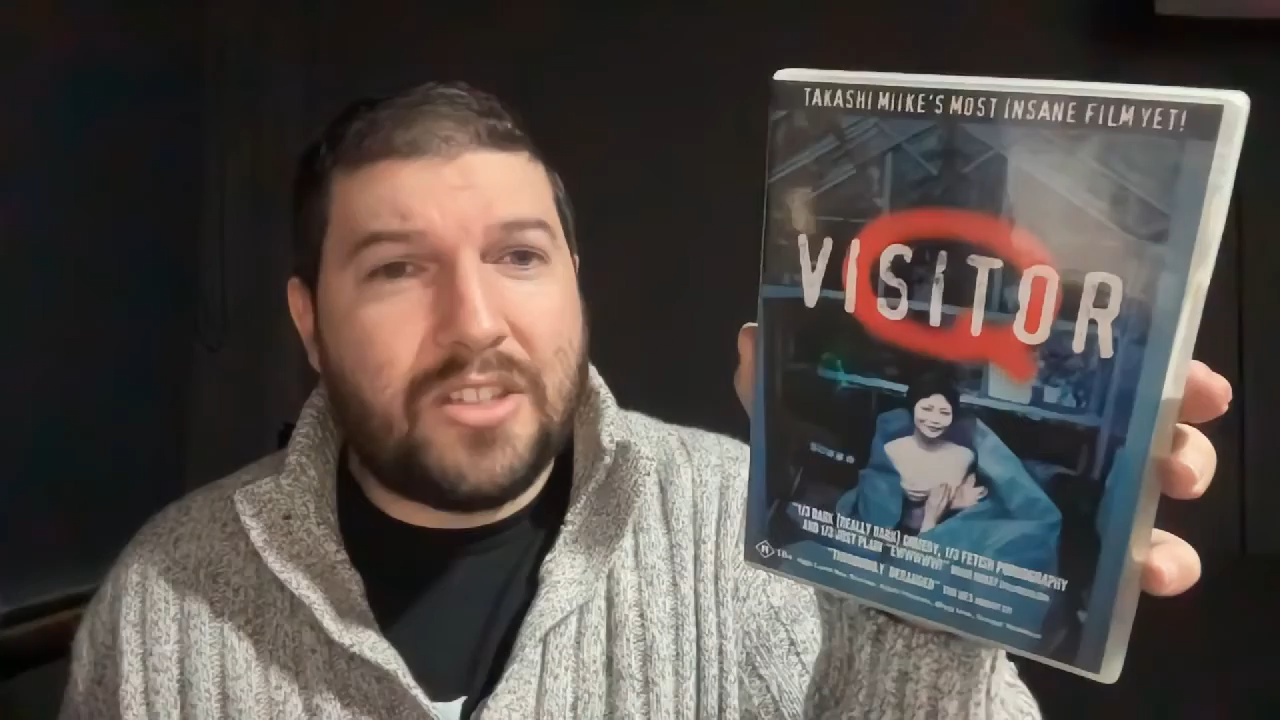 TAKASHI MIIKE'S MOST INSANE FILM YET!
VISITOR
"1/3 DARK (REALLY DARK) COMEDY, 1/3 FETISH PORNOGRAPHY
AND 1/3 JUST PLAIN "EWWWWW!"
"THOROUGHLY DERANGED"
R 18+